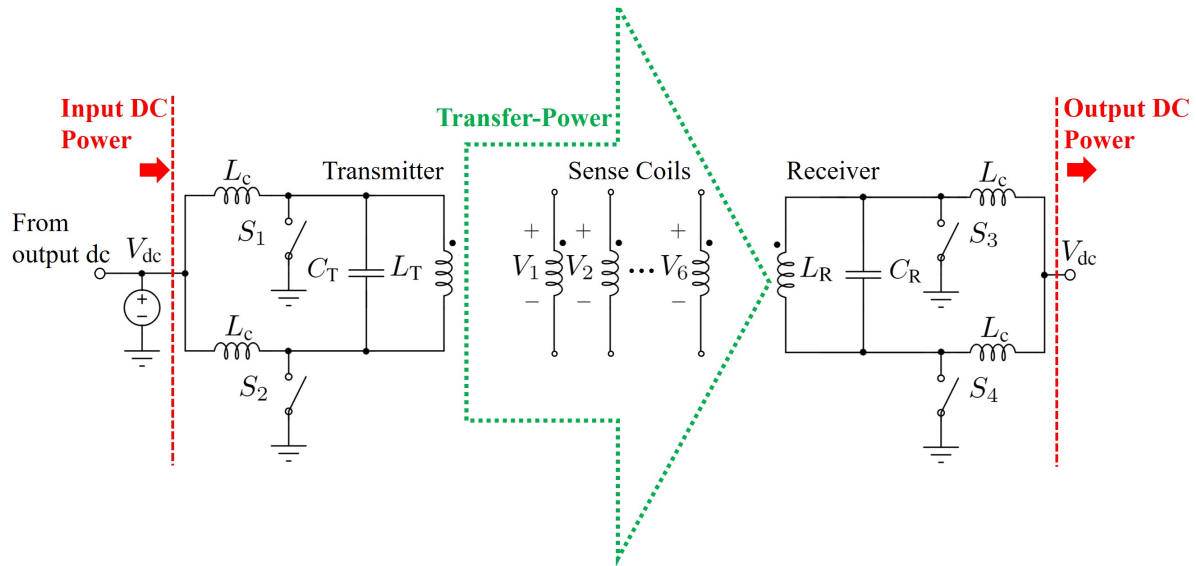 Input DC
Power
Transfer-Power
Output DC
Power
Transmitter
Sense Coils
Receiver
From
output dc
V_dc
L_c
S_1
C_T
L_T
L_c
S_2
+
-
+
V_1
-
+
V_2
-
...
+
V_6
-
L_R
C_R
L_c
S_3
V_dc
L_c
S_4